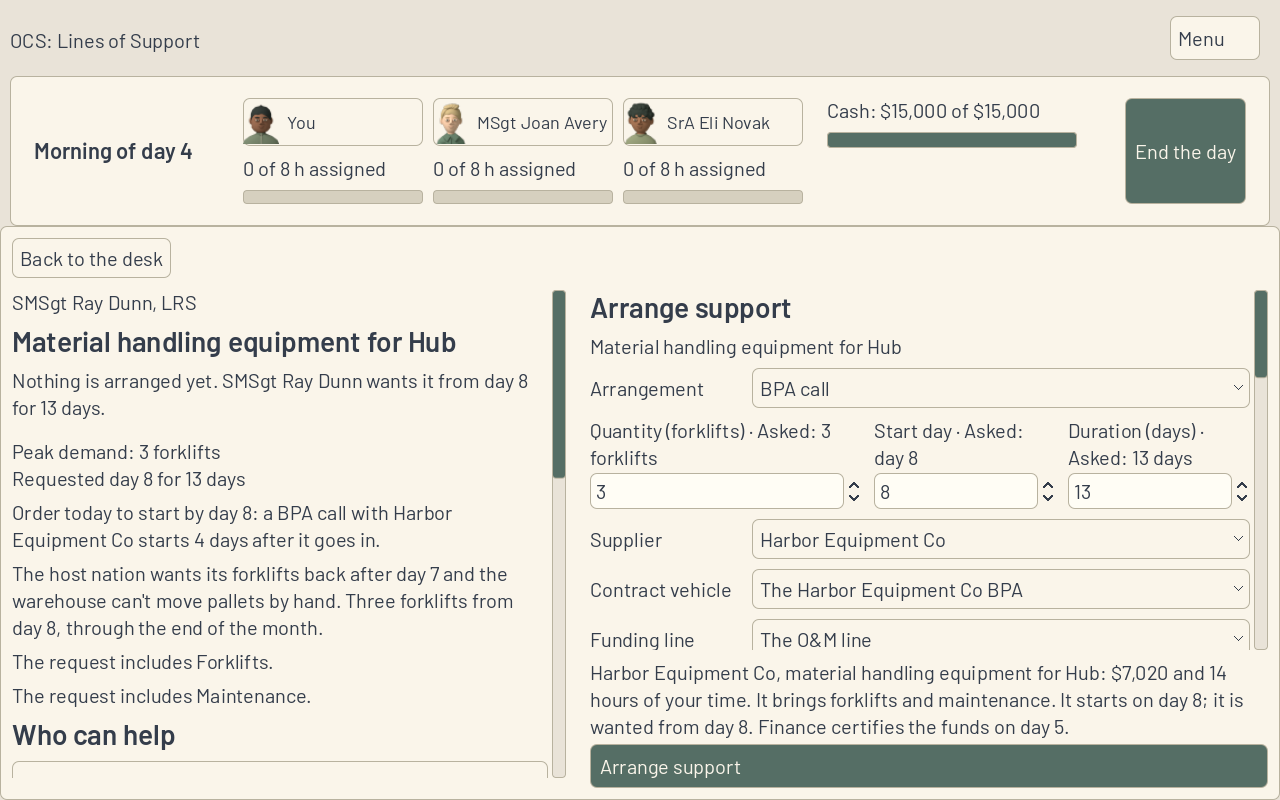 OCS: Lines of Support
Menu
Morning of day 4
You
0 of 8 h assigned
MSgt Joan Avery
0 of 8 h assigned
SrA Eli Novak
0 of 8 h assigned
Cash: $15,000 of $15,000
End the day
Back to the desk
SMSgt Ray Dunn, LRS
Material handling equipment for Hub
Nothing is arranged yet. SMSgt Ray Dunn wants it from day 8
for 13 days.
Peak demand: 3 forklifts
Requested day 8 for 13 days
Order today to start by day 8: a BPA call with Harbor
Equipment Co starts 4 days after it goes in.
The host nation wants its forklifts back after day 7 and the
warehouse can't move pallets by hand. Three forklifts from
day 8, through the end of the month.
The request includes Forklifts.
The request includes Maintenance.
Who can help
Arrange support
Material handling equipment for Hub
Arrangement
BPA call
Quantity (forklifts) · Asked: 3
forklifts
3
Start day · Asked:
day 8
8
Duration (days) ·
Asked: 13 days
13
Supplier
Harbor Equipment Co
Contract vehicle
The Harbor Equipment Co BPA
Funding line
The O&M line
Harbor Equipment Co, material handling equipment for Hub: $7,020 and 14
hours of your time. It brings forklifts and maintenance. It starts on day 8; it is
wanted from day 8. Finance certifies the funds on day 5.
Arrange support